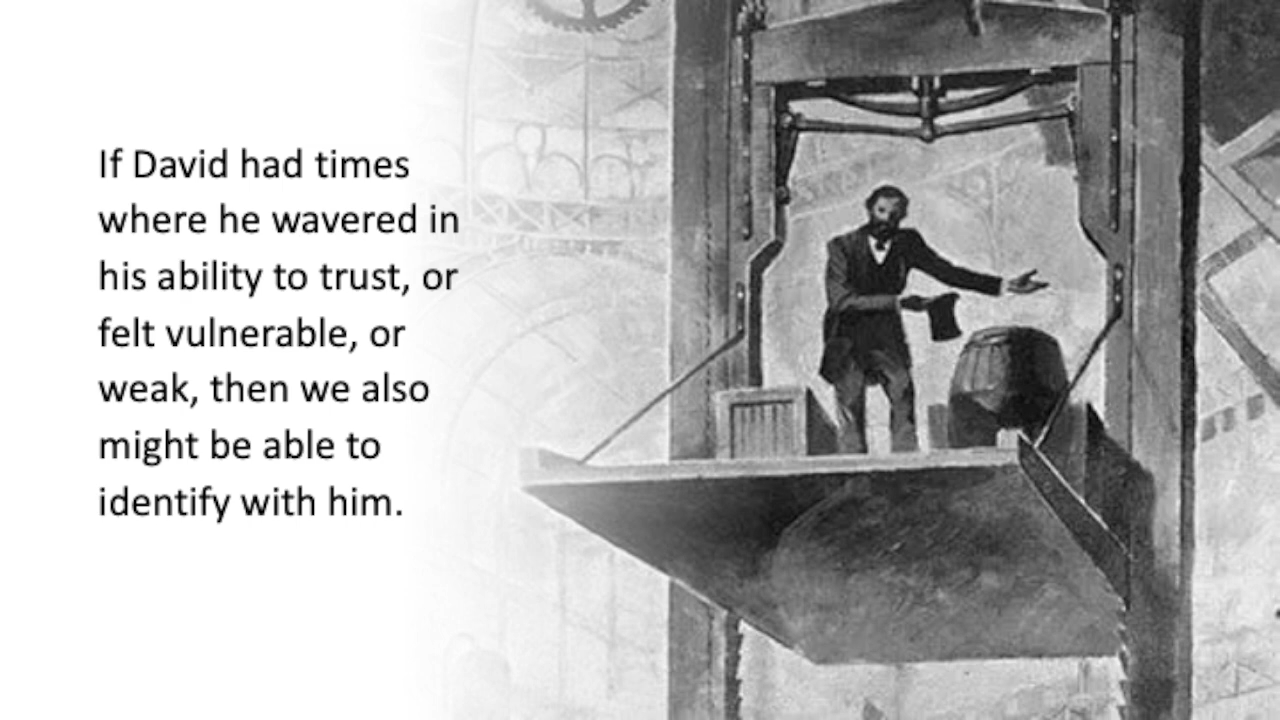 If David had times
where he wavered in
his ability to trust, or
felt vulnerable, or
weak, then we also
might be able to
identify with him.